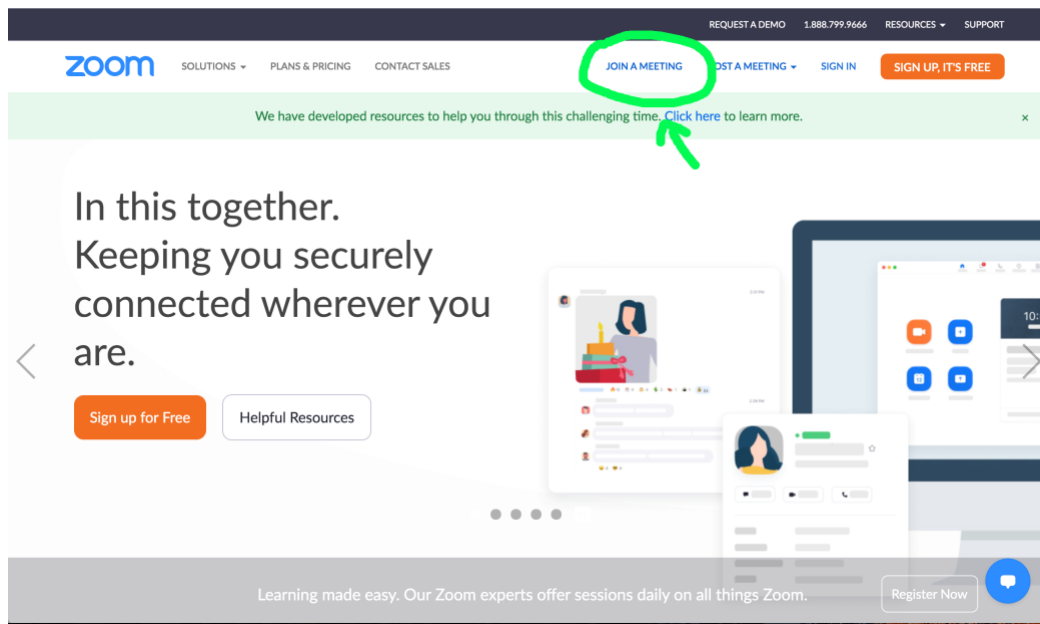 REQUEST A DEMO 1.888.799.9666 RESOURCES SUPPORT
zoom SOLUTIONS PLANS & PRICING CONTACT SALES JOIN A MEETING OST A MEETING SIGN IN SIGN UP, IT'S FREE
We have developed resources to help you through this challenging time. Click here to learn more. ×
In this together.
Keeping you securely
connected wherever you
are.
Sign up for Free Helpful Resources
10:
Learning made easy. Our Zoom experts offer sessions daily on all things Zoom. Register Now